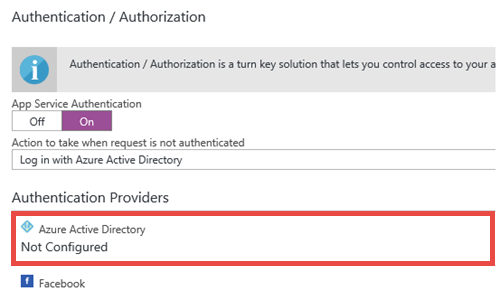 Authentication / Authorization
Authentication / Authorization is a turn key solution that lets you control access to your a
App Service Authentication
Off On
Action to take when request is not authenticated
Log in with Azure Active Directory
Authentication Providers
Azure Active Directory
Not Configured
Facebook